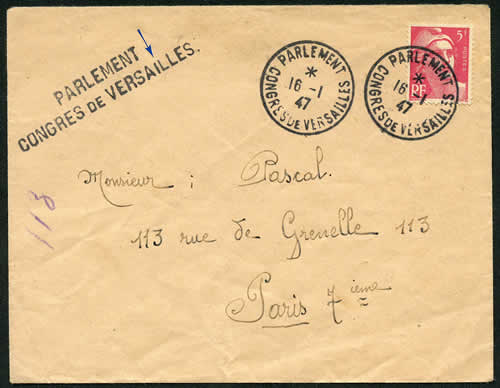 PARLEMENT
CONGRES DE VERSAILLES.
PARLEMENT
*
16 -1
47
CONGRES DE VERSAILLES
PARLEMENT
*
16 -1
47
CONGRES DE VERSAILLES
5f
RF
Monsieur : Pascal.
113 rue de Grenelle 113
Paris 7ième
113